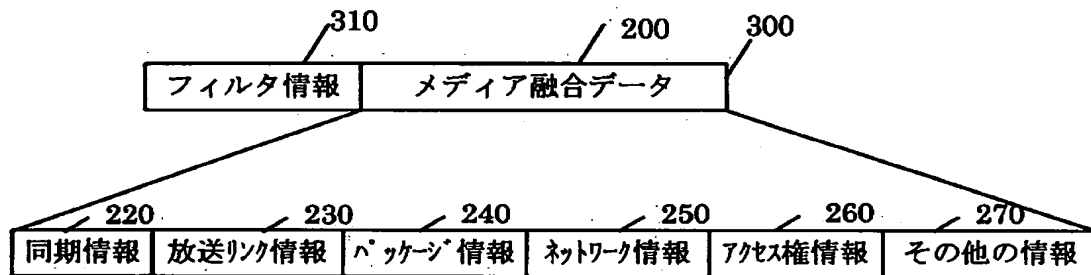 310 200 300
フィルタ情報 メディア融合データ
220 230 240 250 260 270
同期情報 放送リンク情報 パッケージ情報 ネットワーク情報 アクセス権情報 その他の情報